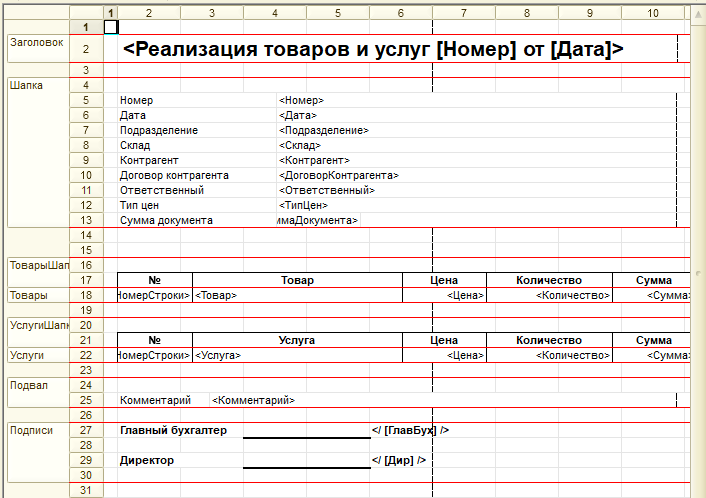 1 2 3 4 5 6 7 8 9 10
1
Заголовок 2 <Реализация товаров и услуг [Номер] от [Дата]>
3
Шапка 4
5 Номер <Номер>
6 Дата <Дата>
7 Подразделение <Подразделение>
8 Склад <Склад>
9 Контрагент <Контрагент>
10 Договор контрагента <ДоговорКонтрагента>
11 Ответственный <Ответственный>
12 Тип цен <ТипЦен>
13 Сумма документа ммаДокумента>
14
15
ТоварыШап 16
17 № Товар Цена Количество Сумма
Товары 18 НомерСтроки> <Товар> <Цена> <Количество> <Сумма>
19
УслугиШапк 20
21 № Услуга Цена Количество Сумма
Услуги 22 НомерСтроки> <Услуга> <Цена> <Количество> <Сумма>
23
Подвал 24
25 Комментарий <Комментарий>
26
Подписи 27 Главный бухгалтер </ [ГлавБух] />
28
29 Директор </ [Дир] />
30
31